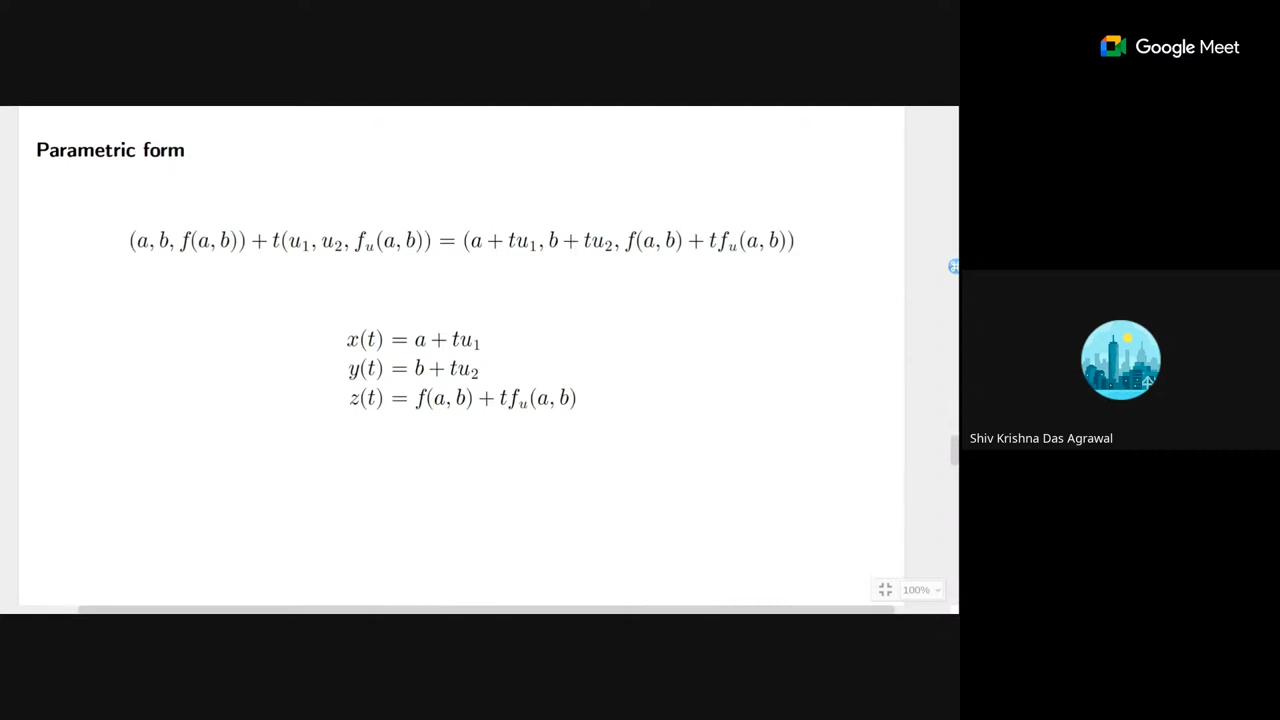 Google Meet
Parametric form
(a, b, f(a, b)) + t(u₁, u₂, fᵤ(a, b)) = (a + tu₁, b + tu₂, f(a, b) + tfᵤ(a, b))
x(t) = a + tu₁
y(t) = b + tu₂
z(t) = f(a, b) + tfᵤ(a, b)
Shiv Krishna Das Agrawal
100%